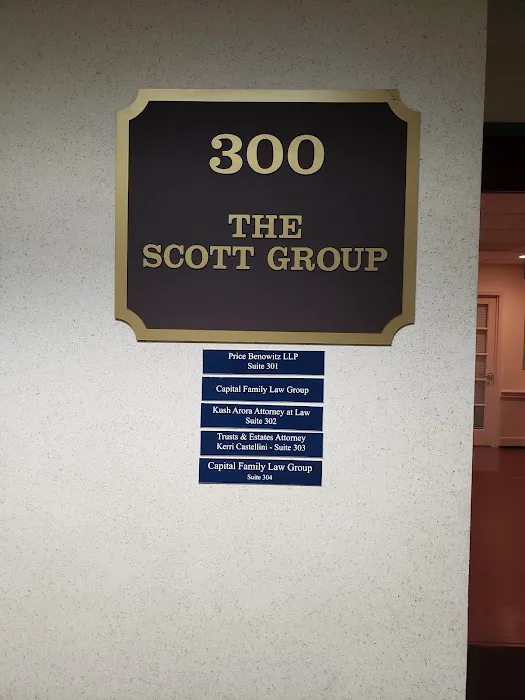 300
THE
SCOTT GROUP
Price Benowitz LLP
Suite 301
Capital Family Law Group
Kush Arora Attorney at Law
Suite 302
Trusts & Estates Attorney
Kerri Castellini - Suite 303
Capital Family Law Group
Suite 304